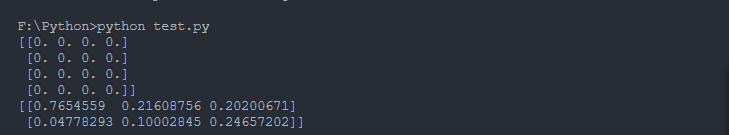 F:\Python>python test.py
[[0. 0. 0. 0.]
 [0. 0. 0. 0.]
 [0. 0. 0. 0.]
 [0. 0. 0. 0.]]
[[0.7654559  0.21608756 0.20200671]
 [0.04778293 0.10002845 0.24657202]]